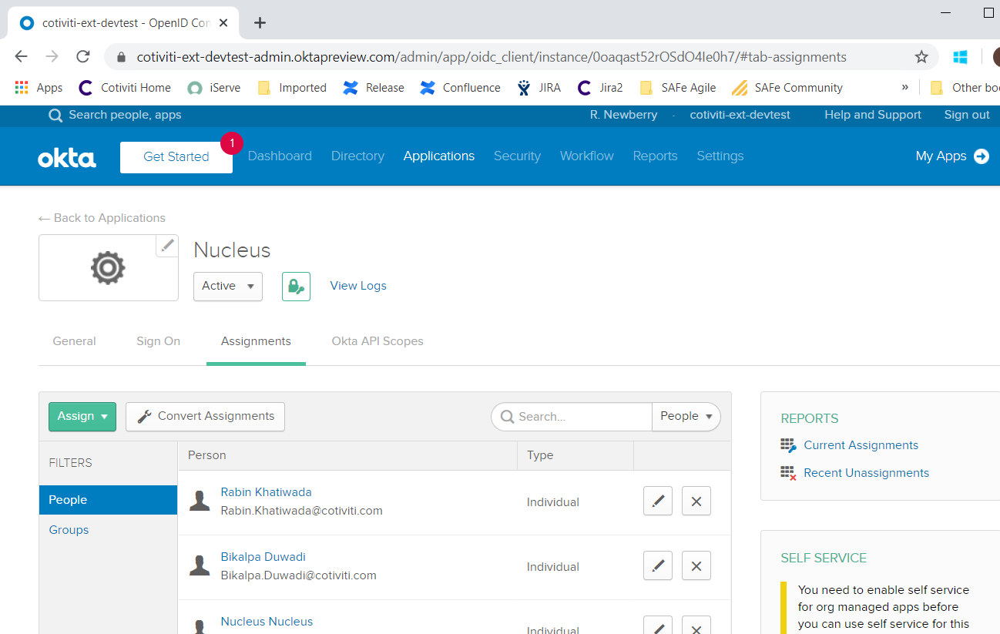 cotiviti-ext-devtest - OpenID Con
cotiviti-ext-devtest-admin.oktapreview.com/admin/app/oidc_client/instance/0oaqast52rOSdO4Ie0h7/#tab-assignments
Apps Cotiviti Home iServe Imported Release Confluence JIRA Jira2 SAFe Agile SAFe Community » Other boo
Search people, apps R. Newberry · cotiviti-ext-devtest Help and Support Sign out
okta Get Started 1 Dashboard Directory Applications Security Workflow Reports Settings My Apps
← Back to Applications
Nucleus
Active View Logs
General Sign On Assignments Okta API Scopes
Assign Convert Assignments Search... People
FILTERS
People
Groups
Person Type
Rabin Khatiwada
Rabin.Khatiwada@cotiviti.com
Individual
Bikalpa Duwadi
Bikalpa.Duwadi@cotiviti.com
Individual
Nucleus Nucleus
Individual
REPORTS
Current Assignments
Recent Unassignments
SELF SERVICE
You need to enable self service
for org managed apps before
you can use self service for this